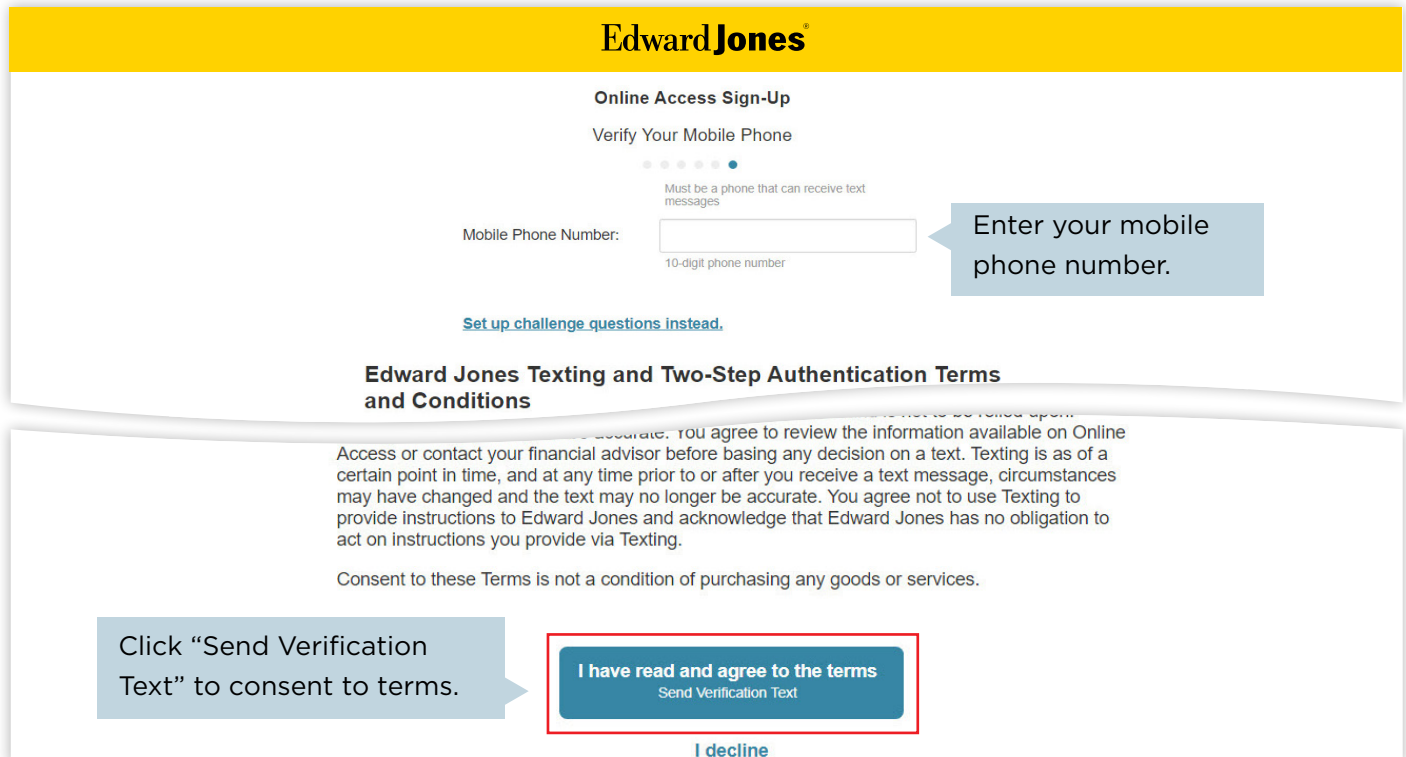 Edward Jones®
Online Access Sign-Up
Verify Your Mobile Phone
Must be a phone that can receive text
messages
Mobile Phone Number:
10-digit phone number
Enter your mobile
phone number.
Set up challenge questions instead.
Edward Jones Texting and Two-Step Authentication Terms
and Conditions
is not to be relied upon.
accurate. You agree to review the information available on Online
Access or contact your financial advisor before basing any decision on a text. Texting is as of a
certain point in time, and at any time prior to or after you receive a text message, circumstances
may have changed and the text may no longer be accurate. You agree not to use Texting to
provide instructions to Edward Jones and acknowledge that Edward Jones has no obligation to
act on instructions you provide via Texting.
Consent to these Terms is not a condition of purchasing any goods or services.
Click “Send Verification
Text” to consent to terms.
I have read and agree to the terms
Send Verification Text
I decline